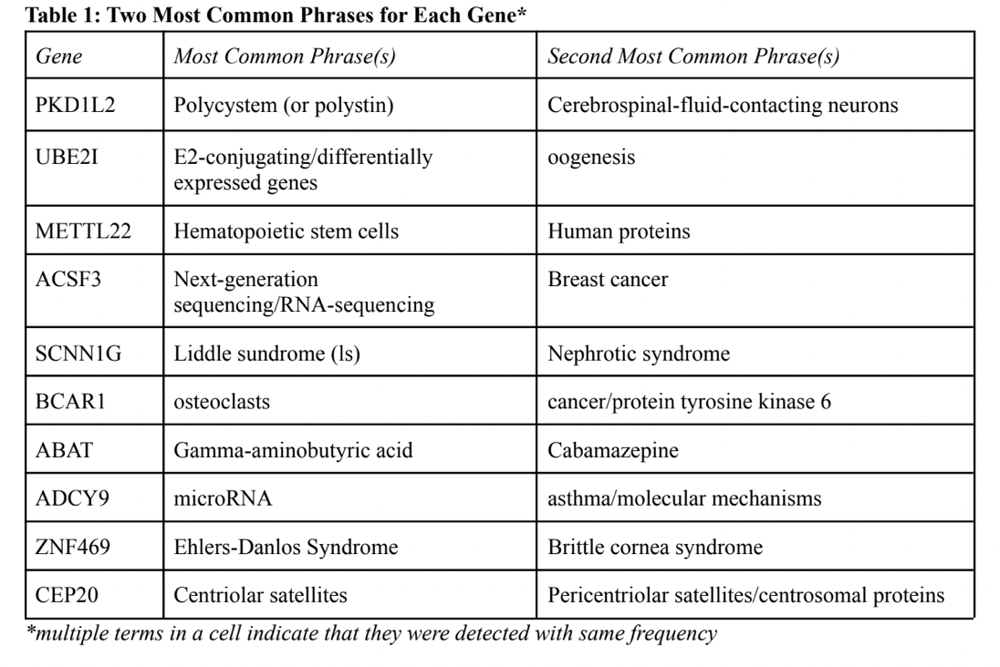 Table 1: Two Most Common Phrases for Each Gene*
Gene Most Common Phrase(s) Second Most Common Phrase(s)
PKD1L2 Polycystem (or polystin) Cerebrospinal-fluid-contacting neurons
UBE2I E2-conjugating/differentially oogenesis
expressed genes
METTL22 Hematopoietic stem cells Human proteins
ACSF3 Next-generation Breast cancer
sequencing/RNA-sequencing
SCNN1G Liddle sundrome (ls) Nephrotic syndrome
BCAR1 osteoclasts cancer/protein tyrosine kinase 6
ABAT Gamma-aminobutyric acid Cabamazepine
ADCY9 microRNA asthma/molecular mechanisms
ZNF469 Ehlers-Danlos Syndrome Brittle cornea syndrome
CEP20 Centriolar satellites Pericentriolar satellites/centrosomal proteins
*multiple terms in a cell indicate that they were detected with same frequency